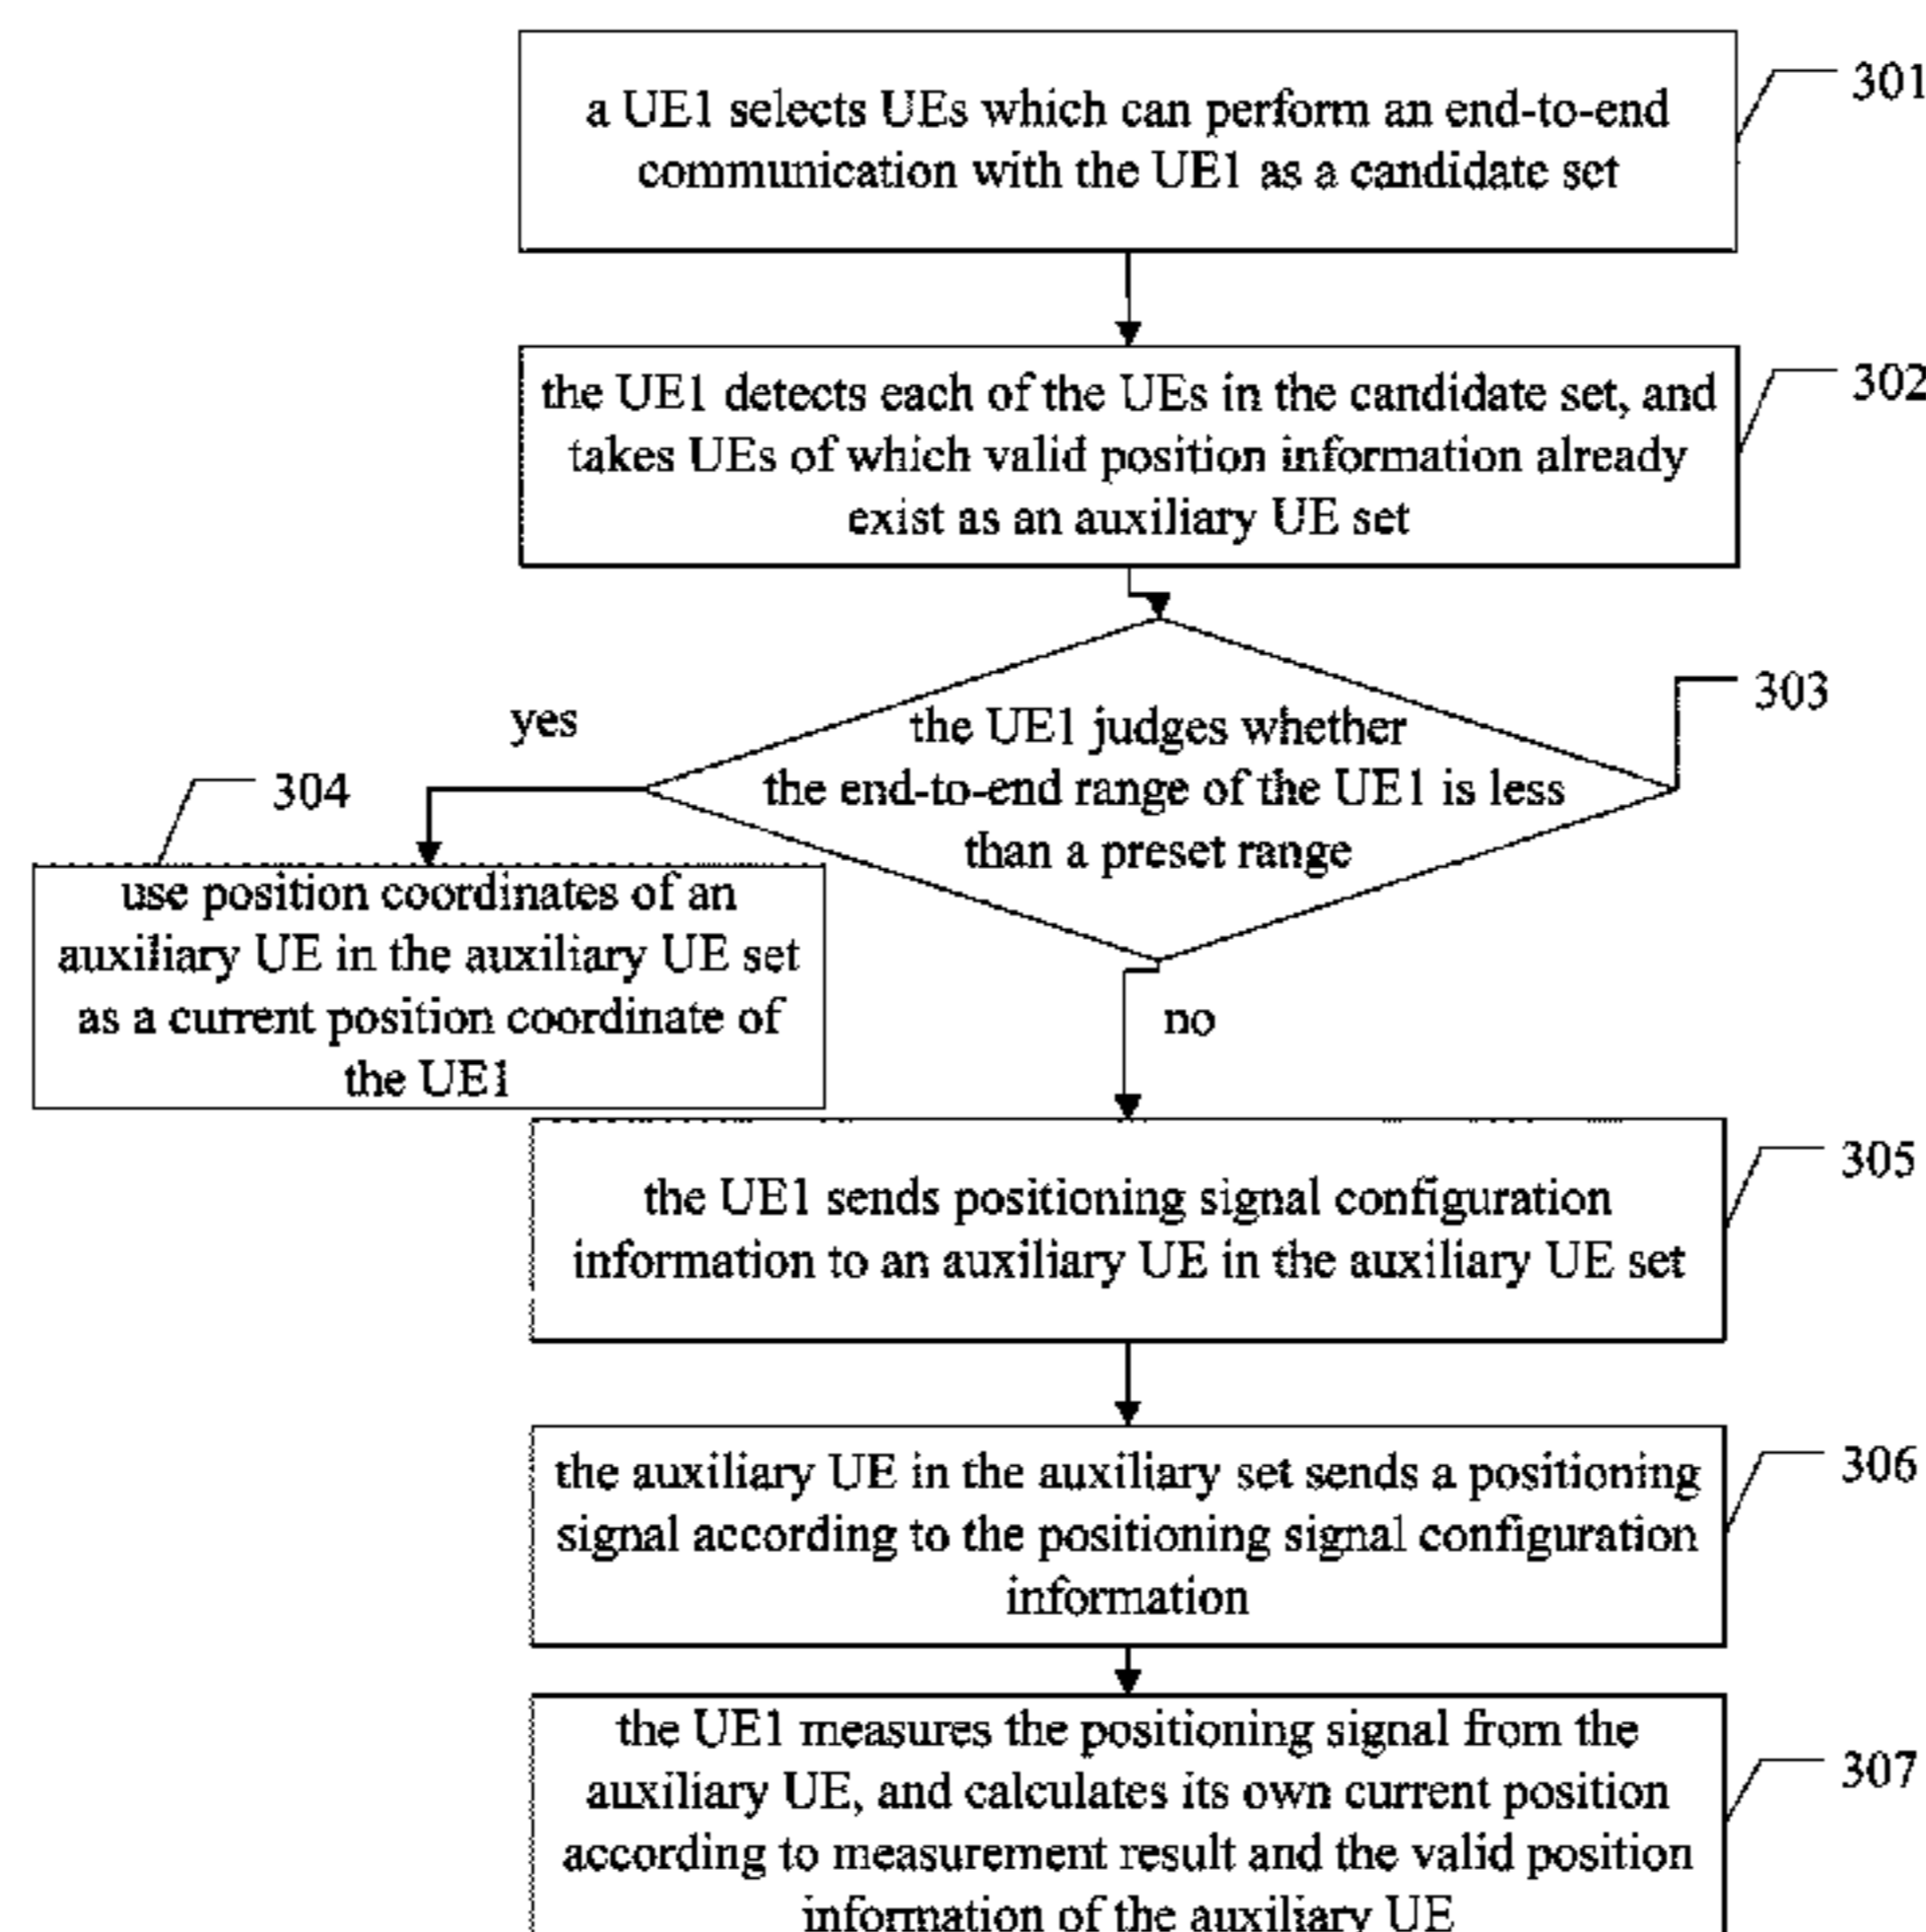 a UE1 selects UEs which can perform an end-to-end
communication with the UE1 as a candidate set
301
the UE1 detects each of the UEs in the candidate set, and
takes UEs of which valid position information already
exist as an auxiliary UE set
302
the UE1 judges whether
the end-to-end range of the UE1 is less
than a preset range
303
yes
304
use position coordinates of an
auxiliary UE in the auxiliary UE set
as a current position coordinate of
the UE1
no
the UE1 sends positioning signal configuration
information to an auxiliary UE in the auxiliary UE set
305
the auxiliary UE in the auxiliary set sends a positioning
signal according to the positioning signal configuration
information
306
the UE1 measures the positioning signal from the
auxiliary UE, and calculates its own current position
according to measurement result and the valid position
information of the auxiliary UE
307